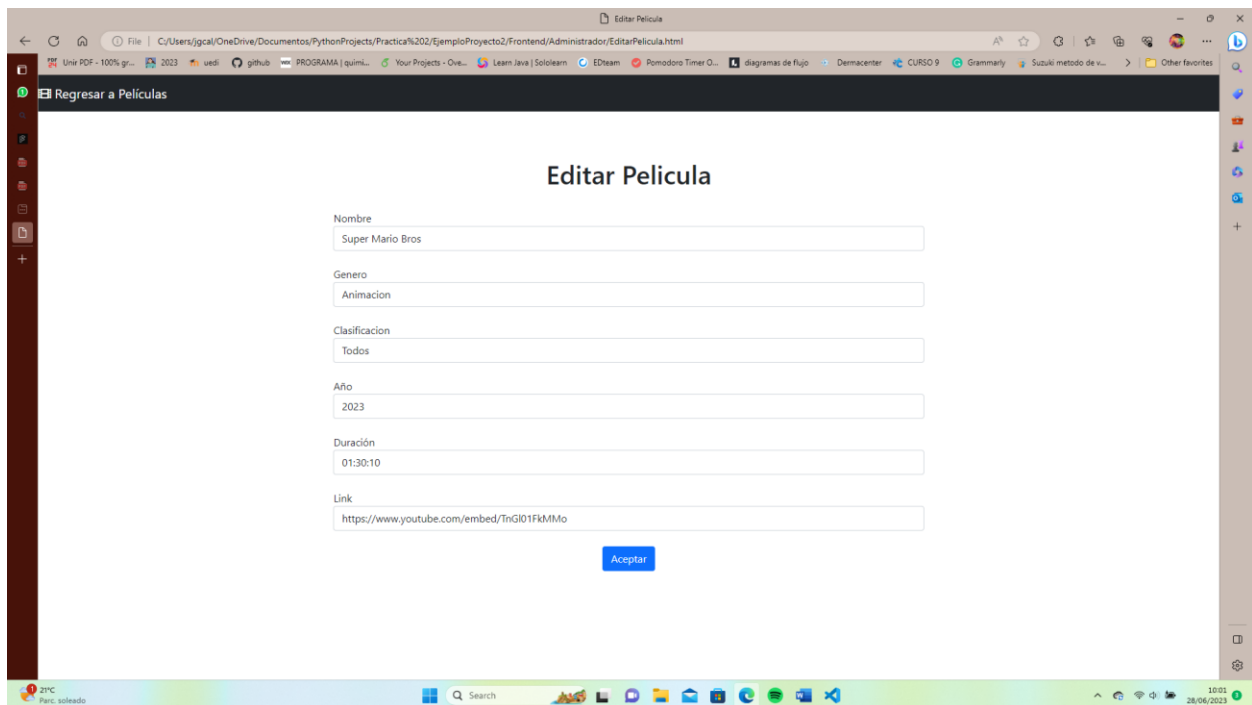 Editar Pelicula
File | C:/Users/jgcal/OneDrive/Documentos/PythonProjects/Practica%202/EjemploProyecto2/Frontend/Administrador/EditarPelicula.html
Unir PDF - 100% gr... 2023 uedi github PROGRAMA | quimi... Your Projects - Ove... Learn Java | Sololearn EDteam Pomodoro Timer O... diagramas de flujo Dermacenter CURSO 9 Grammarly Suzuki metodo de v... Other favorites
Regresar a Películas
Editar Pelicula
Nombre
Super Mario Bros
Genero
Animacion
Clasificacion
Todos
Año
2023
Duración
01:30:10
Link
https://www.youtube.com/embed/TnGl01FkMMo
Aceptar
1
21°C
Parc. soleado
Search
10:01
28/06/2023